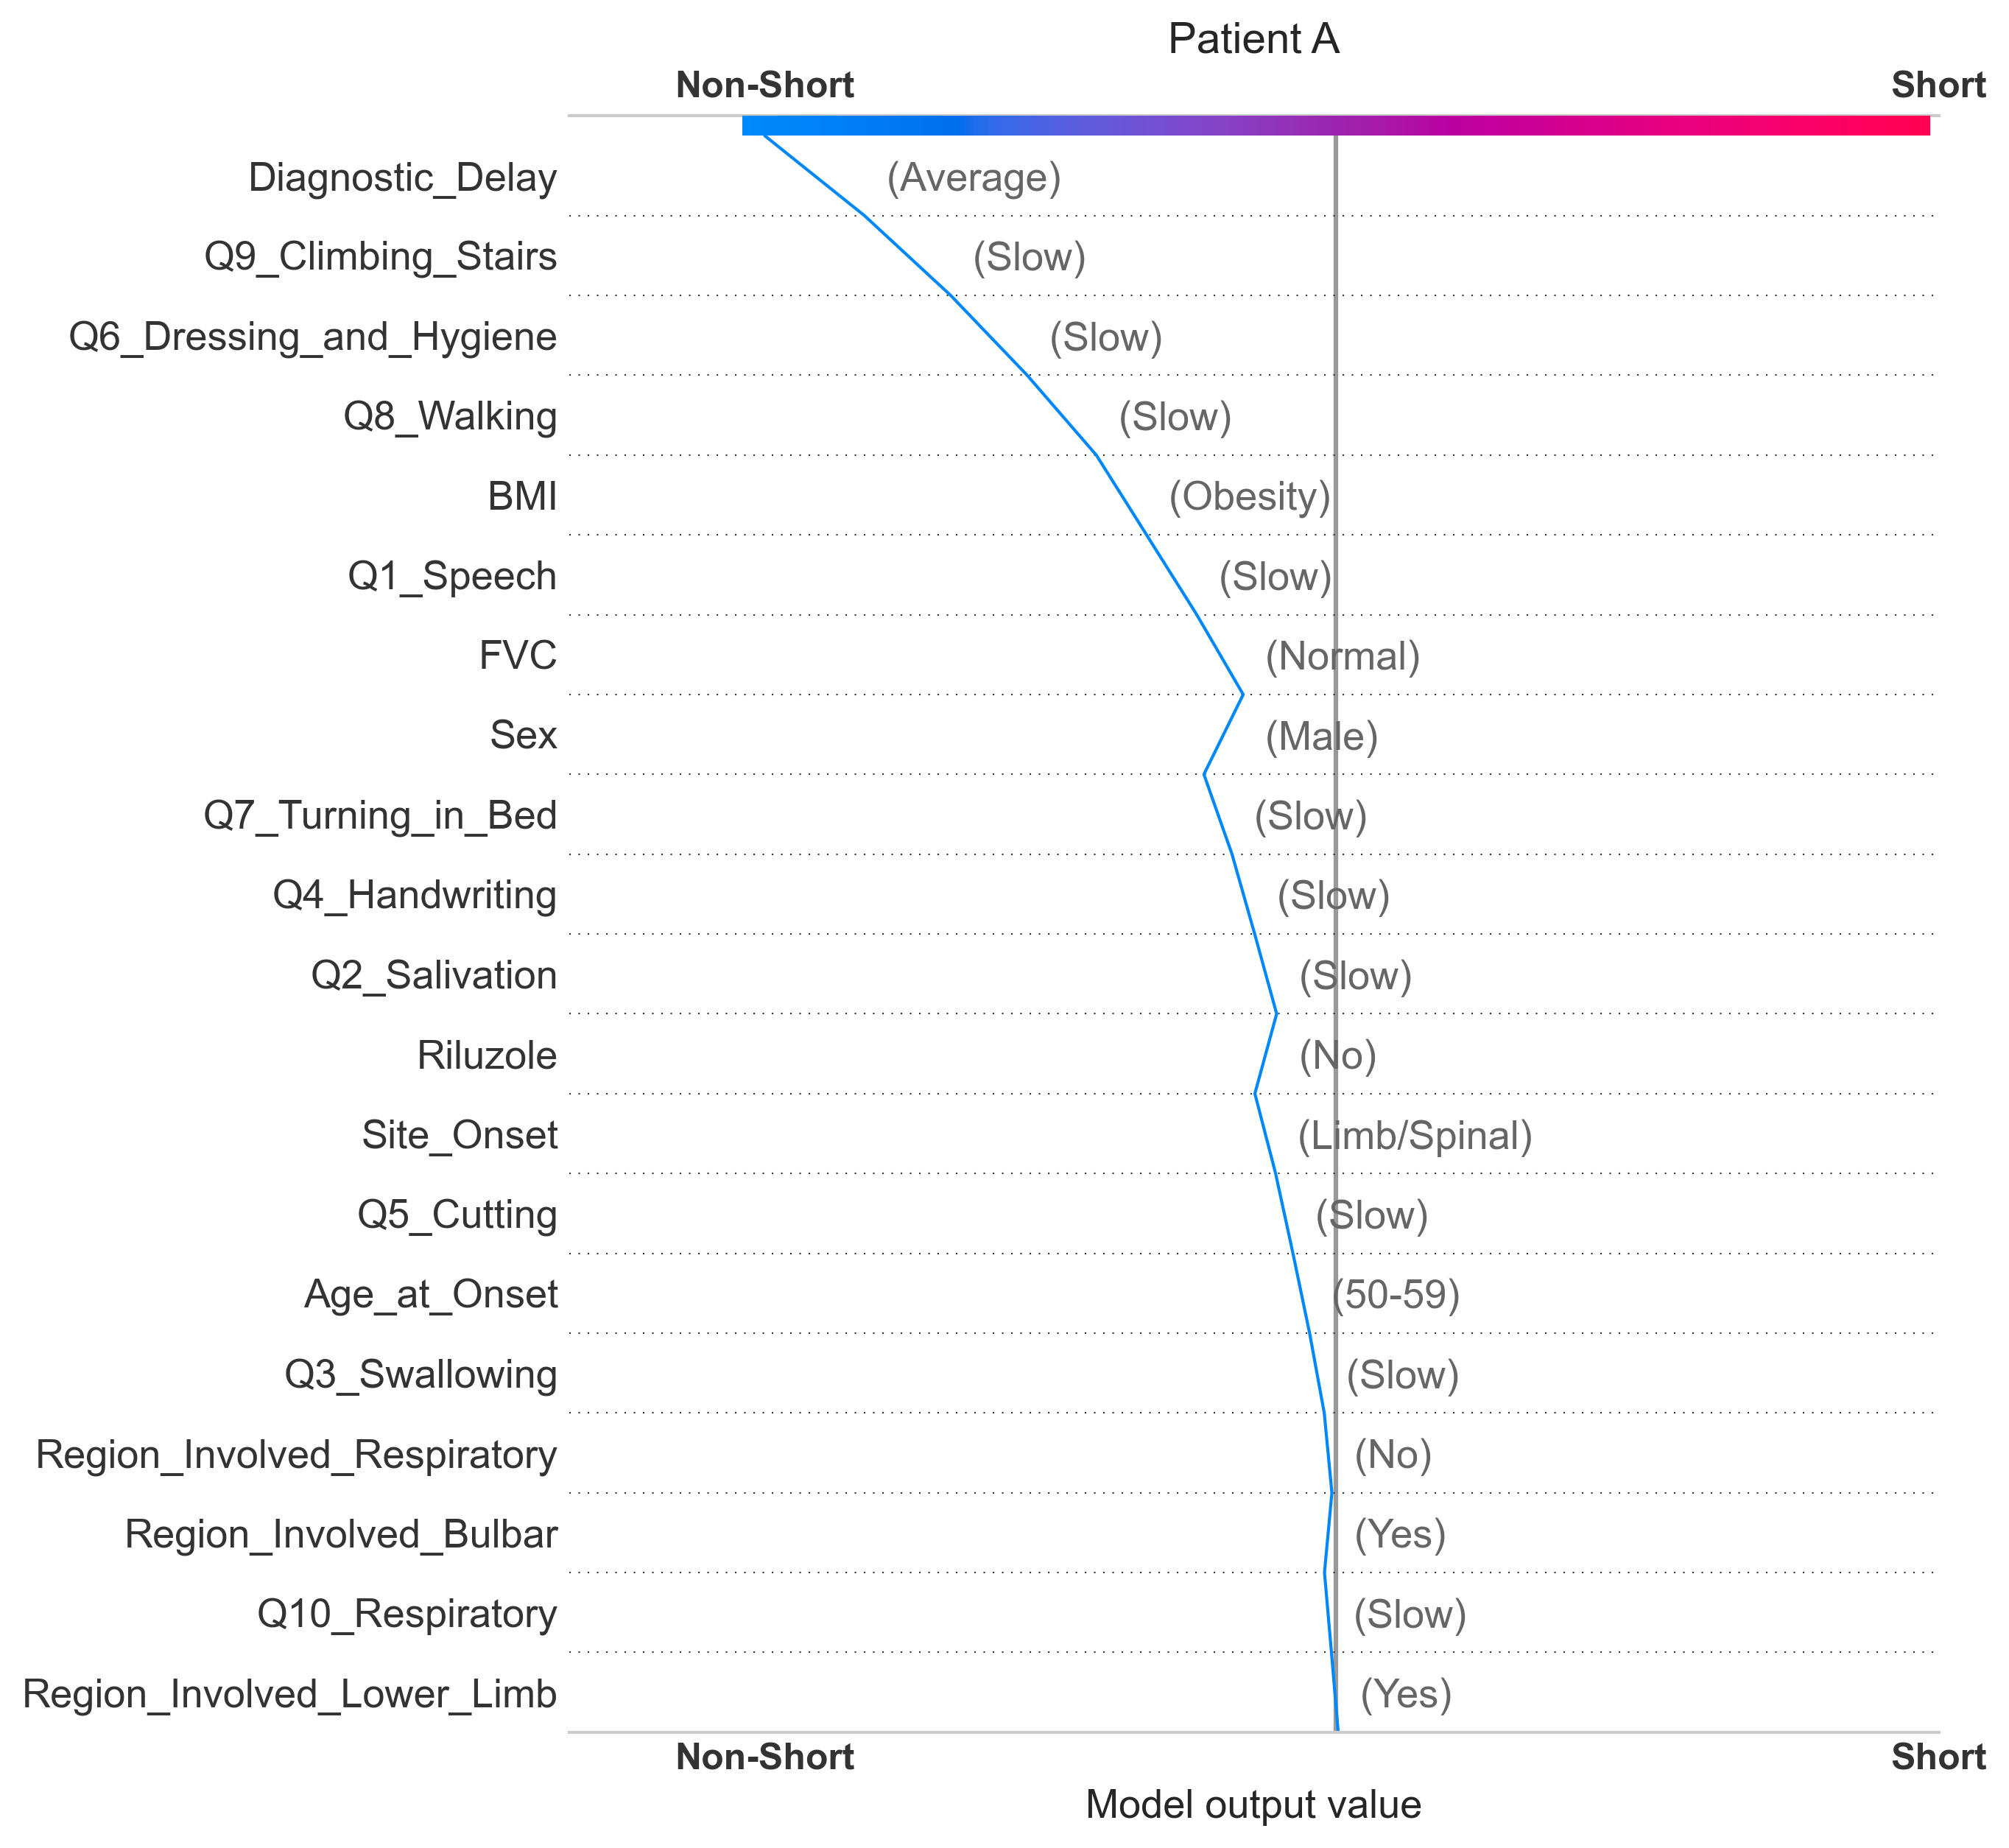 Patient A
Non-Short Short
Diagnostic_Delay (Average)
Q9_Climbing_Stairs (Slow)
Q6_Dressing_and_Hygiene (Slow)
Q8_Walking (Slow)
BMI (Obesity)
Q1_Speech (Slow)
FVC (Normal)
Sex (Male)
Q7_Turning_in_Bed (Slow)
Q4_Handwriting (Slow)
Q2_Salivation (Slow)
Riluzole (No)
Site_Onset (Limb/Spinal)
Q5_Cutting (Slow)
Age_at_Onset (50-59)
Q3_Swallowing (Slow)
Region_Involved_Respiratory (No)
Region_Involved_Bulbar (Yes)
Q10_Respiratory (Slow)
Region_Involved_Lower_Limb (Yes)
Non-Short Short
Model output value